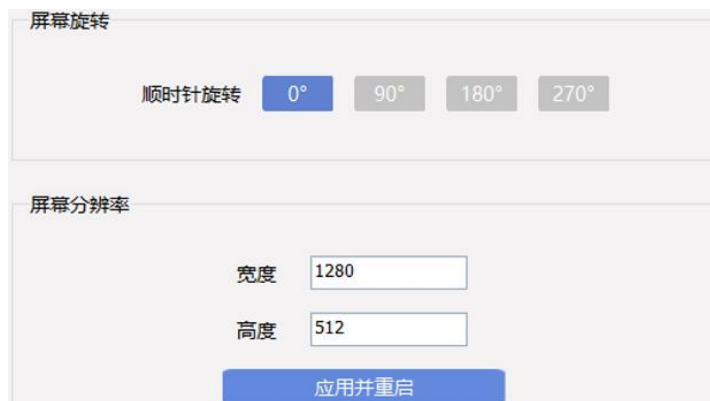 屏幕旋转
顺时针旋转 0° 90° 180° 270°
屏幕分辨率
宽度 1280
高度 512
应用并重启